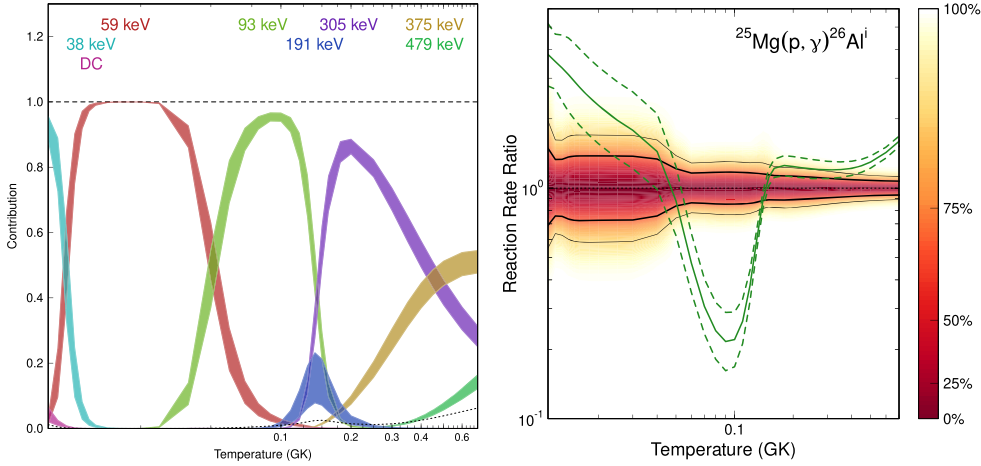 59 keV 93 keV 305 keV 375 keV
38 keV 191 keV 479 keV
DC
1.2
1.0
0.8
0.6
0.4
0.2
0.0
Contribution
0.1 0.2 0.3 0.4 0.6
Temperature (GK)
²⁵Mg(p, γ)²⁶Alⁱ
Reaction Rate Ratio
10⁰
10⁻¹
0.1
Temperature (GK)
100%
75%
50%
25%
0%